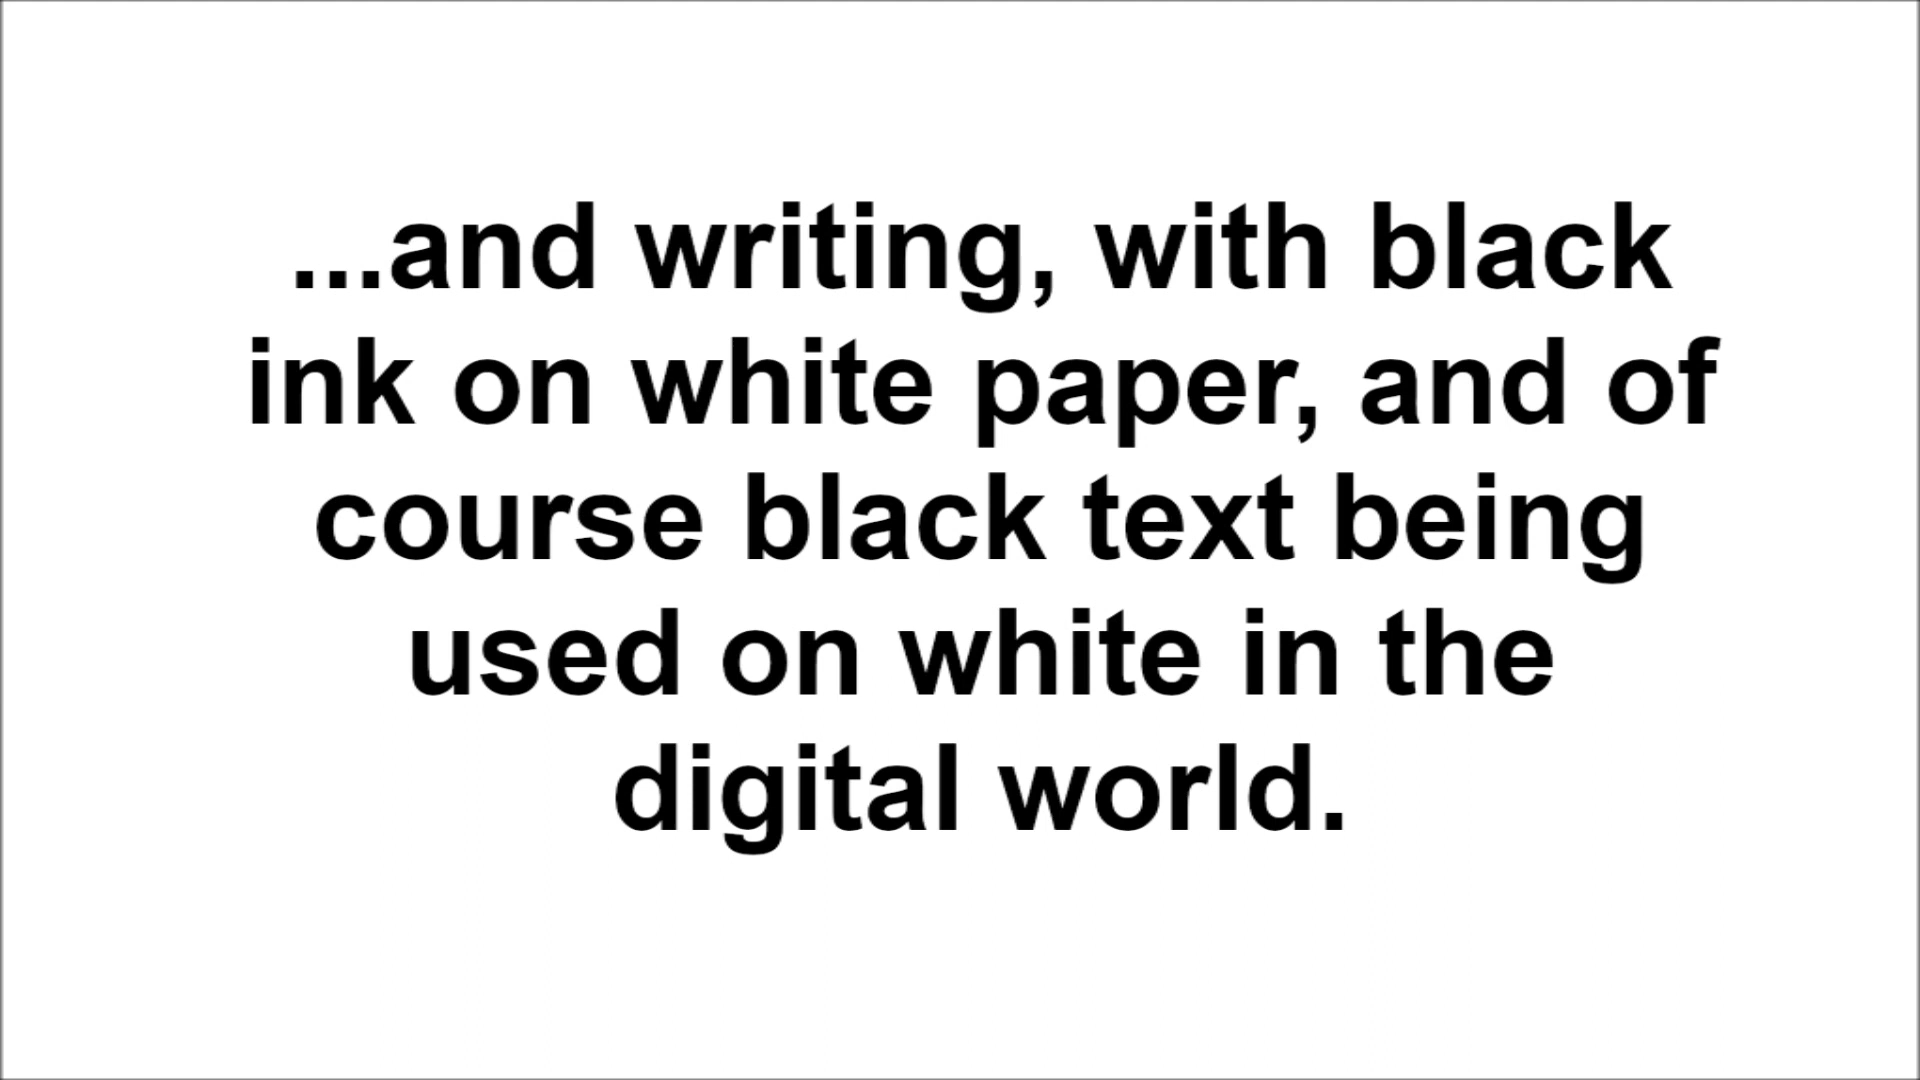 ...and writing, with black
ink on white paper, and of
course black text being
used on white in the
digital world.